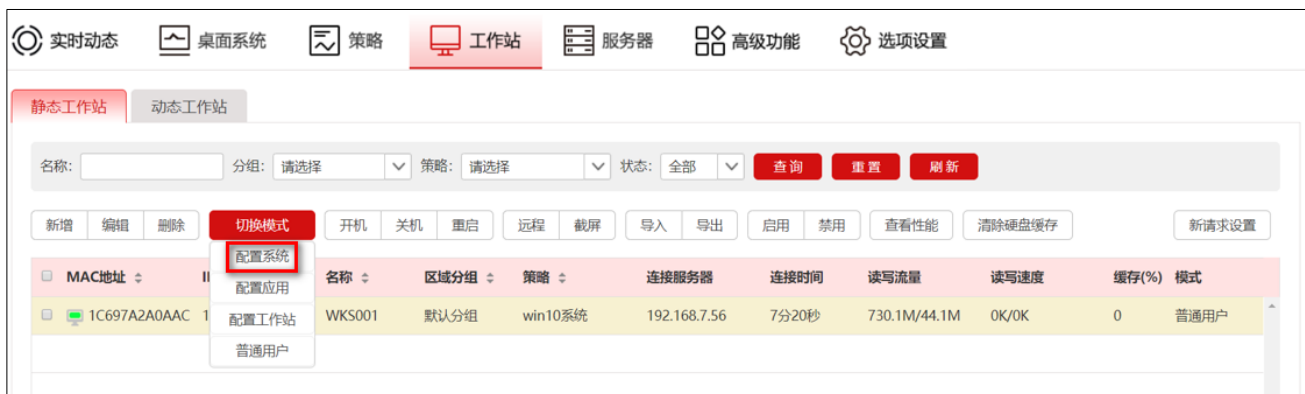 实时动态 桌面系统 策略 工作站 服务器 高级功能 选项设置
静态工作站 动态工作站
名称: 分组: 请选择 策略: 请选择 状态: 全部 查询 重置 刷新
新增 编辑 删除 切换模式 开机 关机 重启 远程 截屏 导入 导出 启用 禁用 查看性能 清除硬盘缓存 新请求设置
配置系统
MAC地址 名称 区域分组 策略 连接服务器 连接时间 读写流量 读写速度 缓存(%) 模式
配置应用
1C697A2A0AAC 1 配置工作站 WKS001 默认分组 win10系统 192.168.7.56 7分20秒 730.1M/44.1M 0K/0K 0 普通用户
普通用户